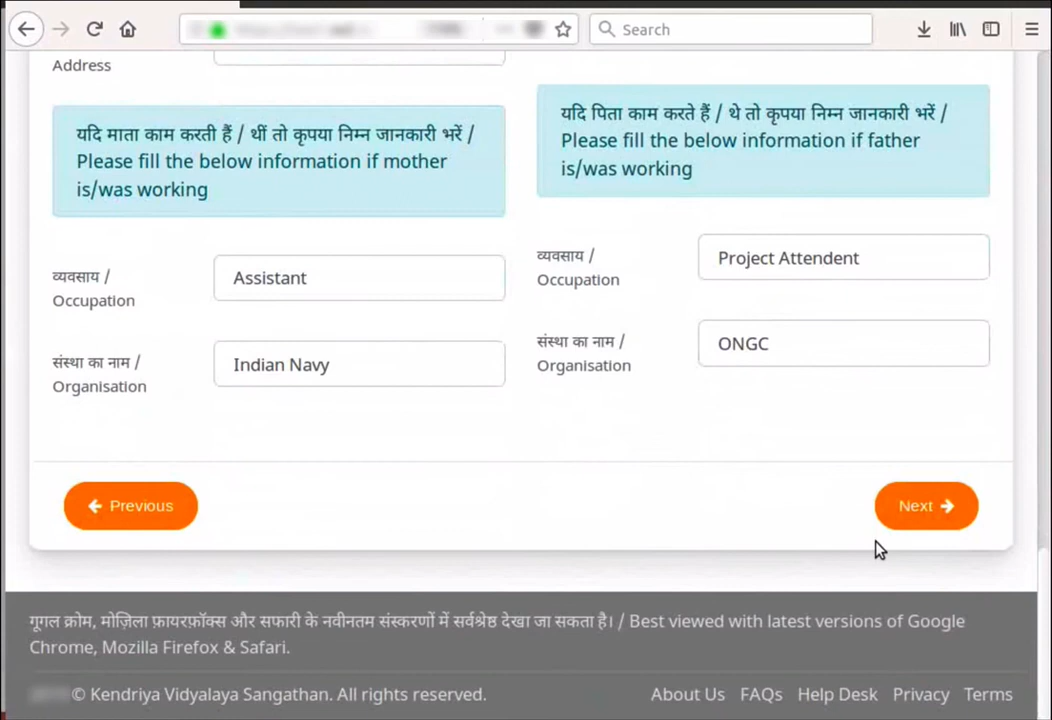 Search
Address
यदि माता काम करती हैं / थीं तो कृपया निम्न जानकारी भरें /
Please fill the below information if mother
is/was working
व्यवसाय /
Occupation
Assistant
संस्था का नाम /
Organisation
Indian Navy
यदि पिता काम करते हैं / थे तो कृपया निम्न जानकारी भरें /
Please fill the below information if father
is/was working
व्यवसाय /
Occupation
Project Attendent
संस्था का नाम /
Organisation
ONGC
Previous
Next
गूगल क्रोम, मोज़िला फ़ायरफ़ॉक्स और सफारी के नवीनतम संस्करणों में सर्वश्रेष्ठ देखा जा सकता है। / Best viewed with latest versions of Google
Chrome, Mozilla Firefox & Safari.
© Kendriya Vidyalaya Sangathan. All rights reserved.
About Us FAQs Help Desk Privacy Terms